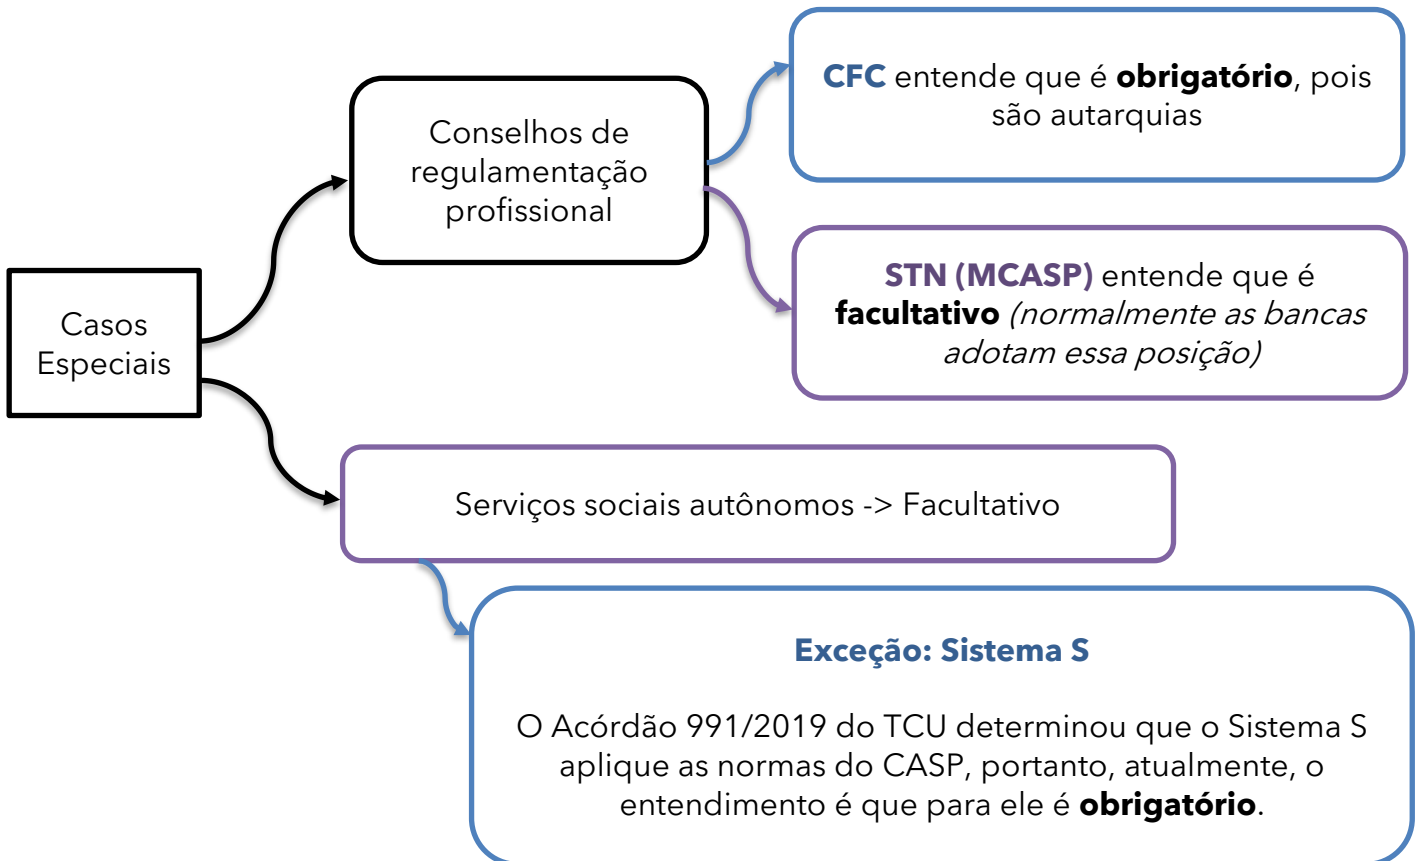 Casos
Especiais
Conselhos de
regulamentação
profissional
CFC entende que é obrigatório, pois
são autarquias
STN (MCASP) entende que é
facultativo (normalmente as bancas
adotam essa posição)
Serviços sociais autônomos -> Facultativo
Exceção: Sistema S
O Acórdão 991/2019 do TCU determinou que o Sistema S
aplique as normas do CASP, portanto, atualmente, o
entendimento é que para ele é obrigatório.